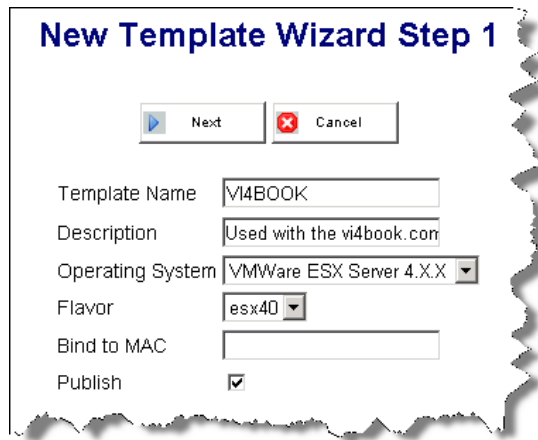 New Template Wizard Step 1
Next Cancel
Template Name VI4BOOK
Description Used with the vi4book.com
Operating System VMWare ESX Server 4.X.X
Flavor esx40
Bind to MAC
Publish